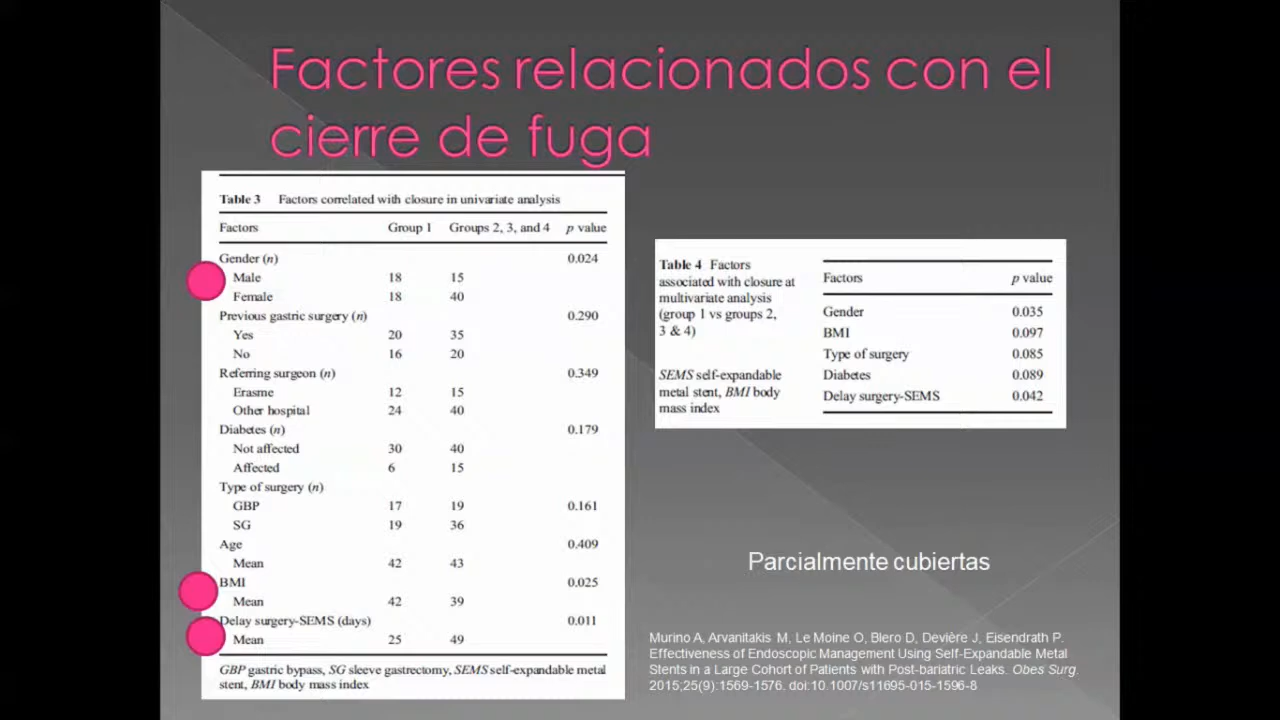 Factores relacionados con el
cierre de fuga
Table 3 Factors correlated with closure in univariate analysis
Factors Group 1 Groups 2, 3, and 4 p value
Gender (n) 0.024
Male 18 15
Female 18 40
Previous gastric surgery (n) 0.290
Yes 20 35
No 16 20
Referring surgeon (n) 0.349
Erasme 12 15
Other hospital 24 40
Diabetes (n) 0.179
Not affected 30 40
Affected 6 15
Type of surgery (n)
GBP 17 19 0.161
SG 19 36
Age 0.409
Mean 42 43
BMI 0.025
Mean 42 39
Delay surgery-SEMS (days) 0.011
Mean 25 49
GBP gastric bypass, SG sleeve gastrectomy, SEMS self-expandable metal
stent, BMI body mass index
Table 4 Factors
associated with closure at
multivariate analysis
(group 1 vs groups 2,
3 & 4)
SEMS self-expandable
metal stent, BMI body
mass index
Factors p value
Gender 0.035
BMI 0.097
Type of surgery 0.085
Diabetes 0.089
Delay surgery-SEMS 0.042
Parcialmente cubiertas
Murino A, Arvanitakis M, Le Moine O, Blero D, Devière J, Eisendrath P.
Effectiveness of Endoscopic Management Using Self-Expandable Metal
Stents in a Large Cohort of Patients with Post-bariatric Leaks. Obes Surg.
2015;25(9):1569-1576. doi:10.1007/s11695-015-1596-8